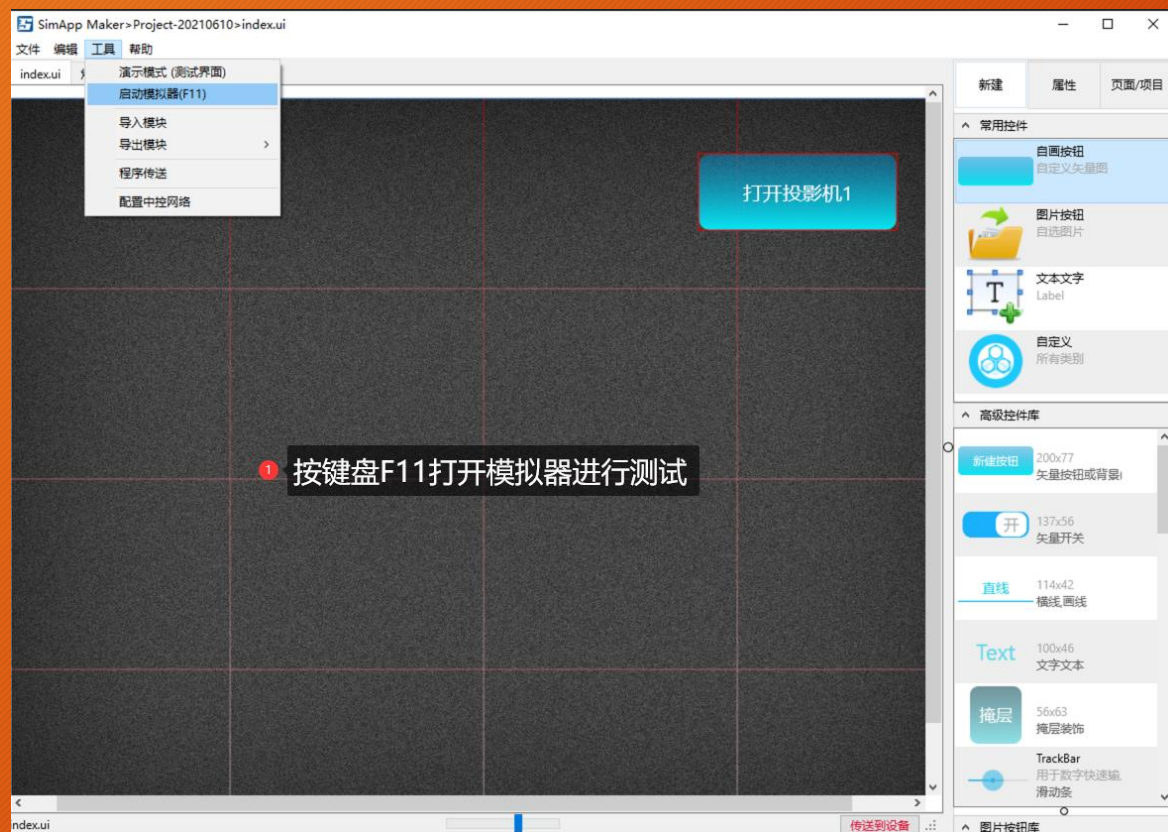 SimApp Maker>Project-20210610>index.ui
文件 编辑 工具 帮助
index.ui
演示模式 (测试界面)
启动模拟器(F11)
导入模块
导出模块
程序传送
配置中控网络
打开投影机1
1 按键盘F11打开模拟器进行测试
新建 属性 页面/项目
常用控件
自画按钮
自定义矢量图
图片按钮
自选图片
T
文本文字
Label
自定义
所有类别
高级控件库
新建按钮
200x77
矢量按钮或背景
开
137x56
矢量开关
直线
114x42
横线,画线
Text
100x46
文字文本
掩层
56x63
掩层装饰
TrackBar
用于数字快速输
滑动条
图片按钮库
ndex.ui
传送到设备